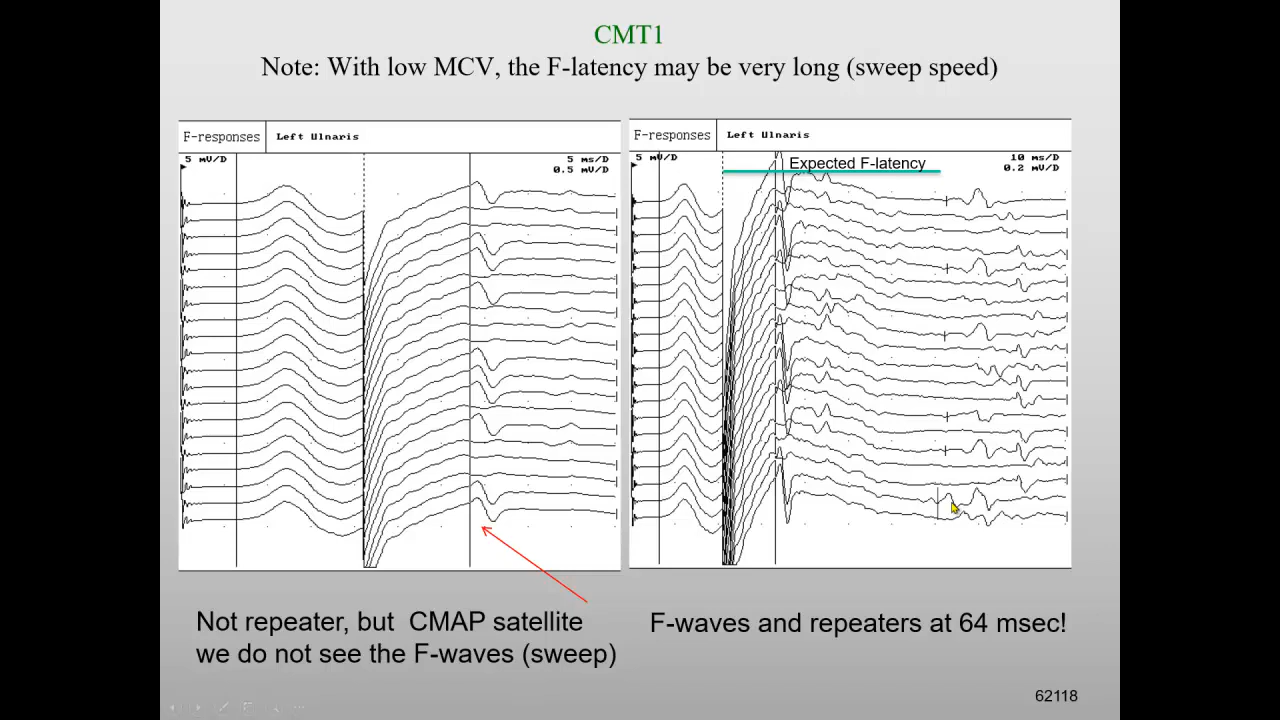 CMT1
Note: With low MCV, the F-latency may be very long (sweep speed)
F-responses Left Ulnaris
5 mV/D 5 ms/D
0.5 mV/D
F-responses Left Ulnaris
5 mV/D Expected F-latency 10 ms/D
0.2 mV/D
Not repeater, but CMAP satellite
we do not see the F-waves (sweep)
F-waves and repeaters at 64 msec!
62118